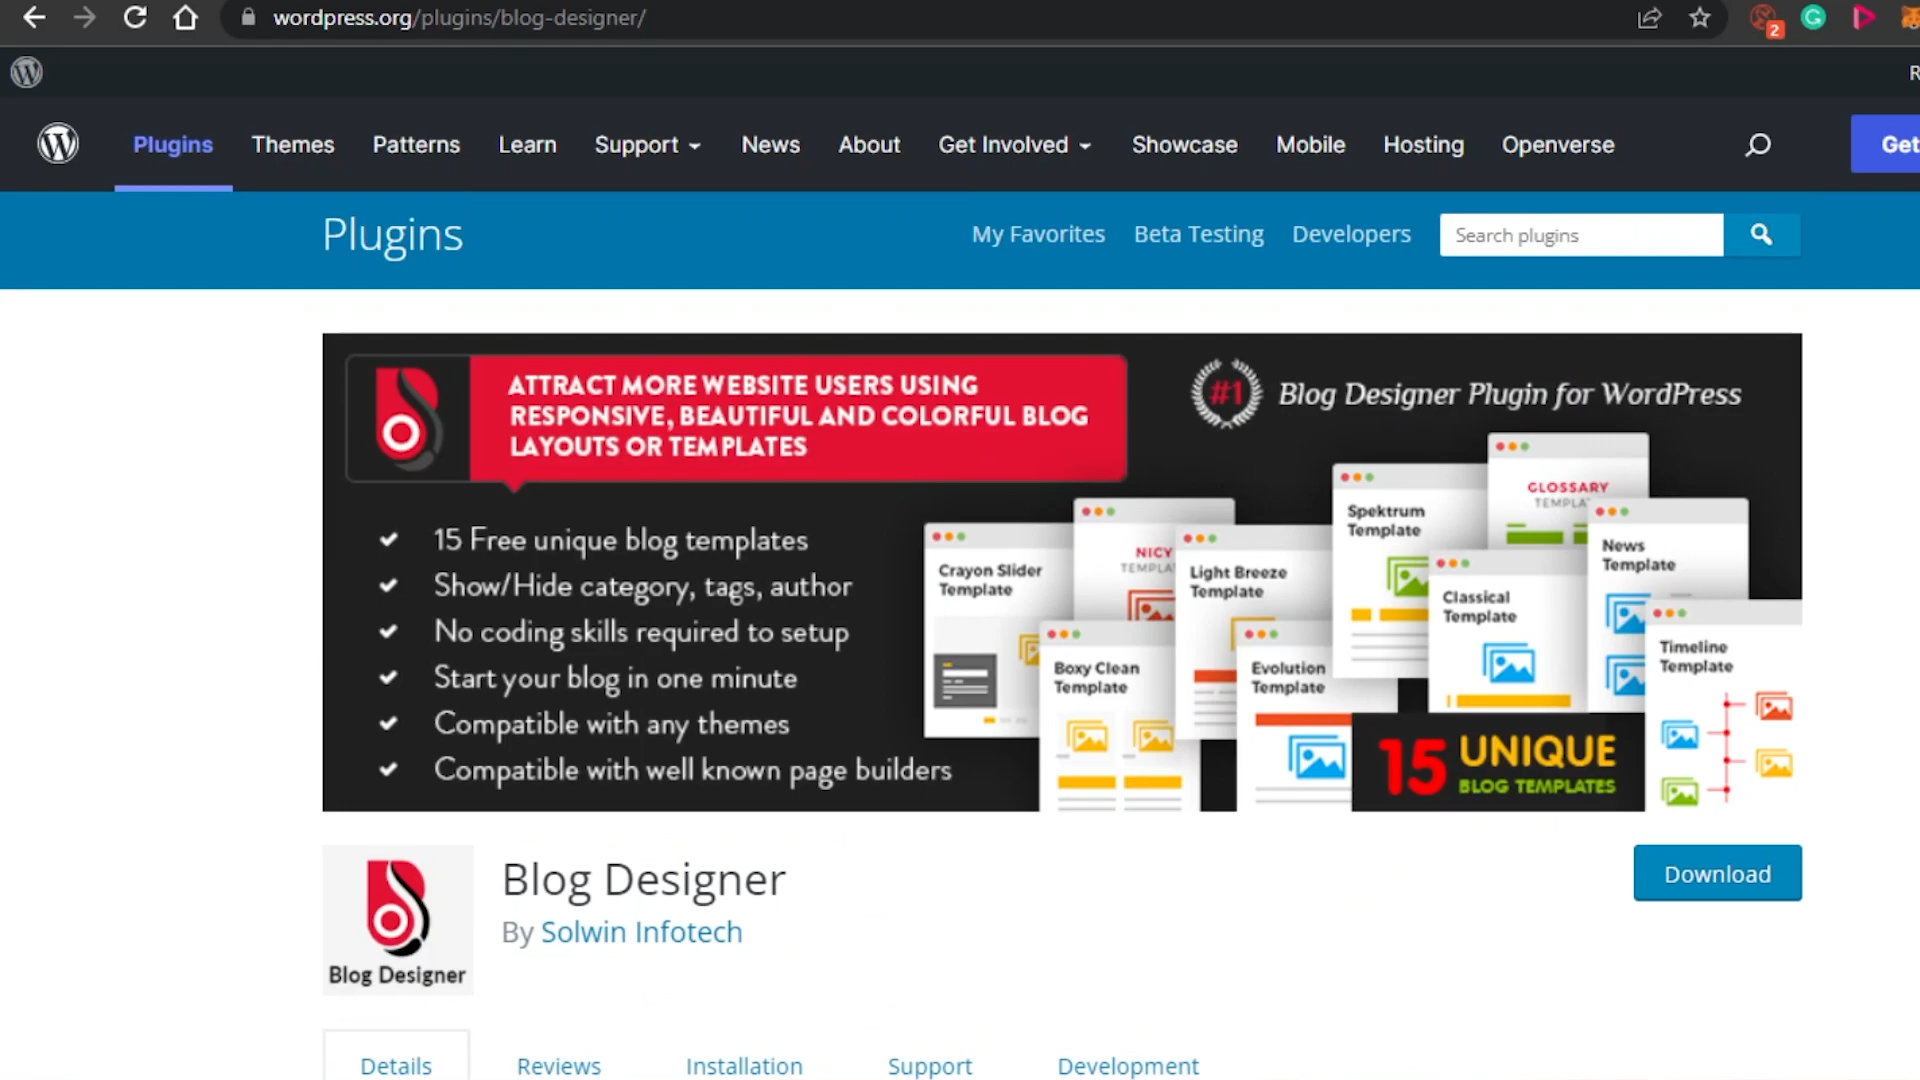 wordpress.org/plugins/blog-designer/
2
R
Plugins Themes Patterns Learn Support News About Get Involved Showcase Mobile Hosting Openverse Get
Plugins My Favorites Beta Testing Developers Search plugins
ATTRACT MORE WEBSITE USERS USING
RESPONSIVE, BEAUTIFUL AND COLORFUL BLOG
LAYOUTS OR TEMPLATES
#1 Blog Designer Plugin for WordPress
15 Free unique blog templates
Show/Hide category, tags, author
No coding skills required to setup
Start your blog in one minute
Compatible with any themes
Compatible with well known page builders
Crayon Slider
Template
NICY
TEMPLA
Light Breeze
Template
Spektrum
Template
GLOSSARY
TEMPLA
News
Template
Classical
Template
Boxy Clean
Template
Evolution
Template
Timeline
Template
15 UNIQUE
BLOG TEMPLATES
Blog Designer
Blog Designer
By Solwin Infotech
Download
Details Reviews Installation Support Development